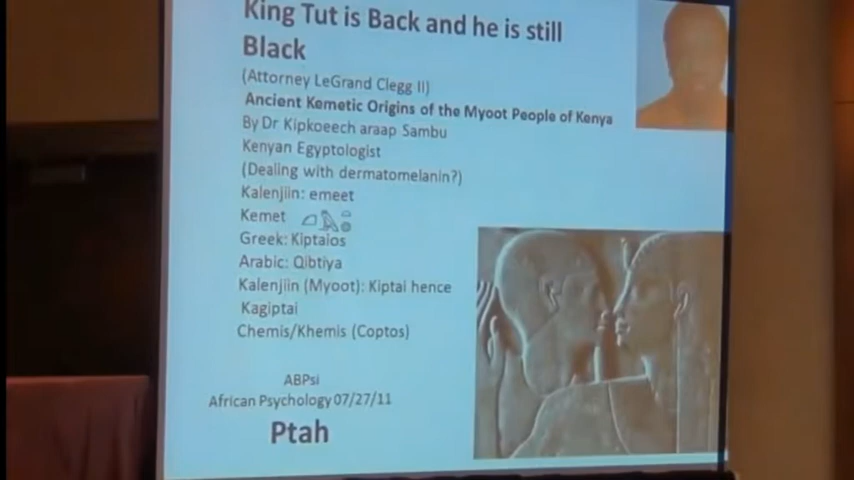 King Tut is Back and he is still
Black
(Attorney LeGrand Clegg II)
Ancient Kemetic Origins of the Myoot People of Kenya
By Dr Kipkoeech araap Sambu
Kenyan Egyptologist
(Dealing with dermatomelanin?)
Kalenjiin: emeet
Kemet
Greek: Kiptaios
Arabic: Qibtiya
Kalenjiin (Myoot): Kiptai hence
Kagiptai
Chemis/Khemis (Coptos)
ABPsi
African Psychology 07/27/11
Ptah